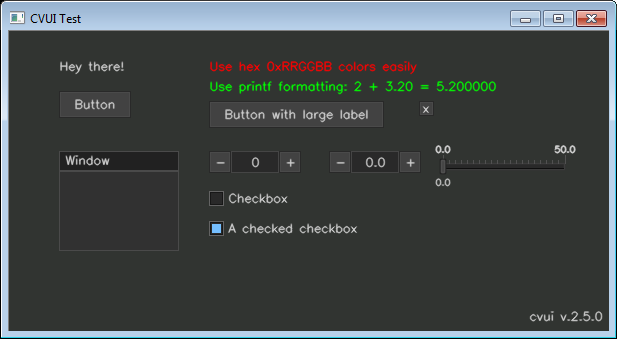 CVUI Test
Hey there!
Use hex 0xRRGGBB colors easily
Use printf formatting: 2 + 3.20 = 5.200000
Button
Button with large label
x
Window
- 0 +
- 0.0 +
0.0 50.0
0.0
Checkbox
A checked checkbox
cvui v.2.5.0